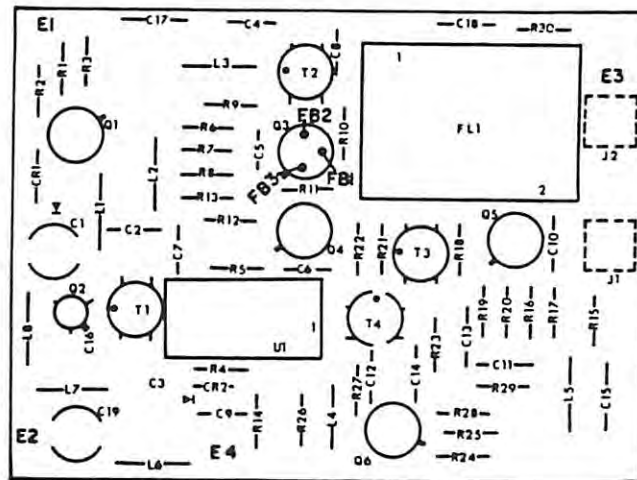 E1
C17
C4
C18
R30
R2
R1
R3
L3
T2
C8
1
FL1
2
E3
J2
Q1
R9
Q3
FB2
R10
R6
R7
R8
R13
C5
FB3
FB1
R11
CR1
L2
L1
C1
C2
R12
Q4
C7
R5
C6
R22
R21
T3
R18
Q5
C10
J1
Q2
T1
C16
L8
U1
1
T4
R19
R20
R16
R17
R15
C13
R23
R4
C3
CR2
C9
C12
C14
R27
C11
R29
L5
C15
L7
C19
E2
E4
R14
R26
L4
Q6
R28
R25
R24
L6